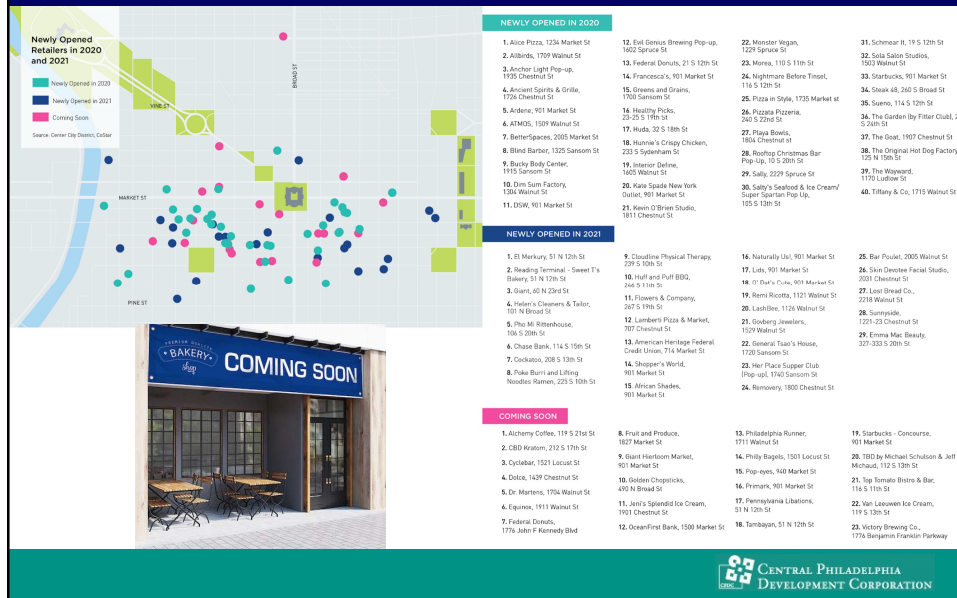 Newly Opened
Retailers in 2020
and 2021
Newly Opened in 2020
Newly Opened in 2021
Coming Soon
Source: Center City District, CoStar
BROAD ST
VINE ST
MARKET ST
PINE ST
PREMIUM QUALITY
BAKERY
shop
COMING SOON
NEWLY OPENED IN 2020
1. Alice Pizza, 1234 Market St
2. Allbirds, 1709 Walnut St
3. Anchor Light Pop-up,
1935 Chestnut St
4. Ancient Spirits & Grille,
1726 Chestnut St
5. Ardene, 901 Market St
6. ATMOS, 1509 Walnut St
7. BetterSpaces, 2005 Market St
8. Blind Barber, 1325 Sansom St
9. Bucky Body Center,
1915 Sansom St
10. Dim Sum Factory,
1304 Walnut St
11. DSW, 901 Market St
12. Evil Genius Brewing Pop-up,
1602 Spruce St
13. Federal Donuts, 21 S 12th St
14. Francesca's, 901 Market St
15. Greens and Grains,
1700 Sansom St
16. Healthy Picks,
23-25 S 19th St
17. Huda, 32 S 18th St
18. Hunnie's Crispy Chicken,
233 S Sydenham St
19. Interior Define,
1605 Walnut St
20. Kate Spade New York
Outlet, 901 Market St
21. Kevin O'Brien Studio,
1811 Chestnut St
22. Monster Vegan,
1229 Spruce St
23. Morea, 110 S 11th St
24. Nightmare Before Tinsel,
116 S 12th St
25. Pizza in Style, 1735 Market st
26. Pizzata Pizzeria,
240 S 22nd St
27. Playa Bowls,
1804 Chestnut st
28. Rooftop Christmas Bar
Pop-Up, 10 S 20th St
29. Sally, 2229 Spruce St
30. Salty's Seafood & Ice Cream/
Super Spartan Pop Up,
105 S 13th St
31. Schmear It, 19 S 12th St
32. Sola Salon Studios,
1503 Walnut St
33. Starbucks, 901 Market St
34. Steak 48, 260 S Broad St
35. Sueno, 114 S 12th St
36. The Garden (by Fitler Club), 2
S 24th St
37. The Goat, 1907 Chestnut St
38. The Original Hot Dog Factory
125 N 15th St
39. The Wayward,
1170 Ludlow St
40. Tiffany & Co, 1715 Walnut St
NEWLY OPENED IN 2021
1. El Merkury, 51 N 12th St
2. Reading Terminal - Sweet T's
Bakery, 51 N 12th St
3. Giant, 60 N 23rd St
4. Helen's Cleaners & Tailor,
101 N Broad St
5. Pho Mi Rittenhouse,
106 S 20th St
6. Chase Bank, 114 S 15th St
7. Cockatoo, 208 S 13th St
8. Poke Burri and Lifting
Noodles Ramen, 225 S 10th St
9. Cloudline Physical Therapy,
239 S 10th St
10. Huff and Puff BBQ,
246 S 11th St
11. Flowers & Company,
267 S 19th St
12. Lamberti Pizza & Market,
707 Chestnut St
13. American Heritage Federal
Credit Union, 714 Market St
14. Shopper's World,
901 Market St
15. African Shades,
901 Market St
16. Naturally Us!, 901 Market St
17. Lids, 901 Market St
18. O' Dat's Cute, 901 Market St
19. Remi Ricotta, 1121 Walnut St
20. LashBee, 1126 Walnut St
21. Govberg Jewelers,
1529 Walnut St
22. General Tsao's House,
1720 Sansom St
23. Her Place Supper Club
(Pop-up), 1740 Sansom St
24. Removery, 1800 Chestnut St
25. Bar Poulet, 2005 Walnut St
26. Skin Devotee Facial Studio,
2031 Chestnut St
27. Lost Bread Co.,
2218 Walnut St
28. Sunnyside,
1221-23 Chestnut St
29. Emma Mac Beauty,
327-333 S 20th St
COMING SOON
1. Alchemy Coffee, 119 S 21st St
2. CBD Kratom, 212 S 17th St
3. Cyclebar, 1521 Locust St
4. Dolce, 1439 Chestnut St
5. Dr. Martens, 1704 Walnut St
6. Equinox, 1911 Walnut St
7. Federal Donuts,
1776 John F Kennedy Blvd
8. Fruit and Produce,
1827 Market St
9. Giant Hierloom Market,
901 Market St
10. Golden Chopsticks,
490 N Broad St
11. Jeni's Splendid Ice Cream,
1901 Chestnut St
12. OceanFirst Bank, 1500 Market St
13. Philadelphia Runner,
1711 Walnut St
14. Philly Bagels, 1501 Locust St
15. Pop-eyes, 940 Market St
16. Primark, 901 Market St
17. Pennsylvania Libations,
51 N 12th St
18. Tambayan, 51 N 12th St
19. Starbucks - Concourse,
901 Market St
20. TBD by Michael Schulson & Jeff
Michaud, 112 S 13th St
21. Top Tomato Bistro & Bar,
116 S 11th St
22. Van Leeuwen Ice Cream,
119 S 13th St
23. Victory Brewing Co.,
1776 Benjamin Franklin Parkway
CPDC
CENTRAL PHILADELPHIA
DEVELOPMENT CORPORATION